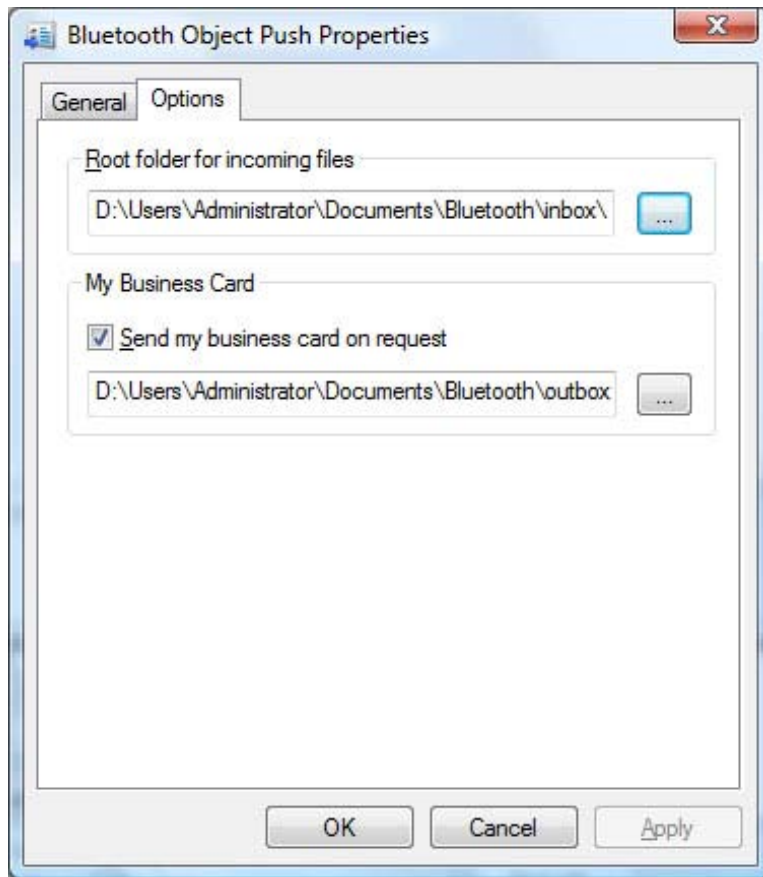 Bluetooth Object Push Properties
X
General Options
Root folder for incoming files
D:\Users\Administrator\Documents\Bluetooth\inbox\ ...
My Business Card
Send my business card on request
D:\Users\Administrator\Documents\Bluetooth\outbox ...
OK Cancel Apply